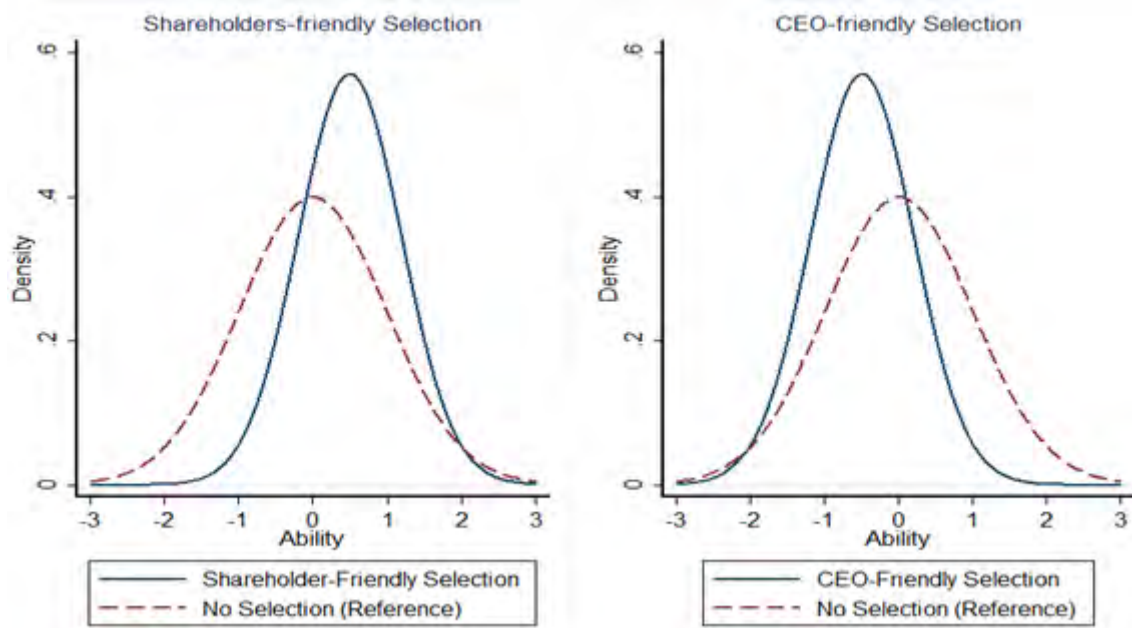 Shareholders-friendly Selection
.6
.4
.2
0
Density
-3 -2 -1 0 1 2 3
Ability
Shareholder-Friendly Selection
No Selection (Reference)
CEO-friendly Selection
.6
.4
.2
0
Density
-3 -2 -1 0 1 2 3
Ability
CEO-Friendly Selection
No Selection (Reference)